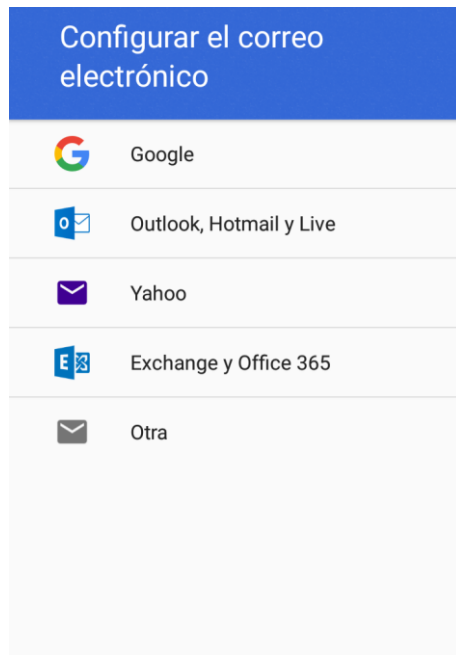 Configurar el correo
electrónico
Google
Outlook, Hotmail y Live
Yahoo
Exchange y Office 365
Otra